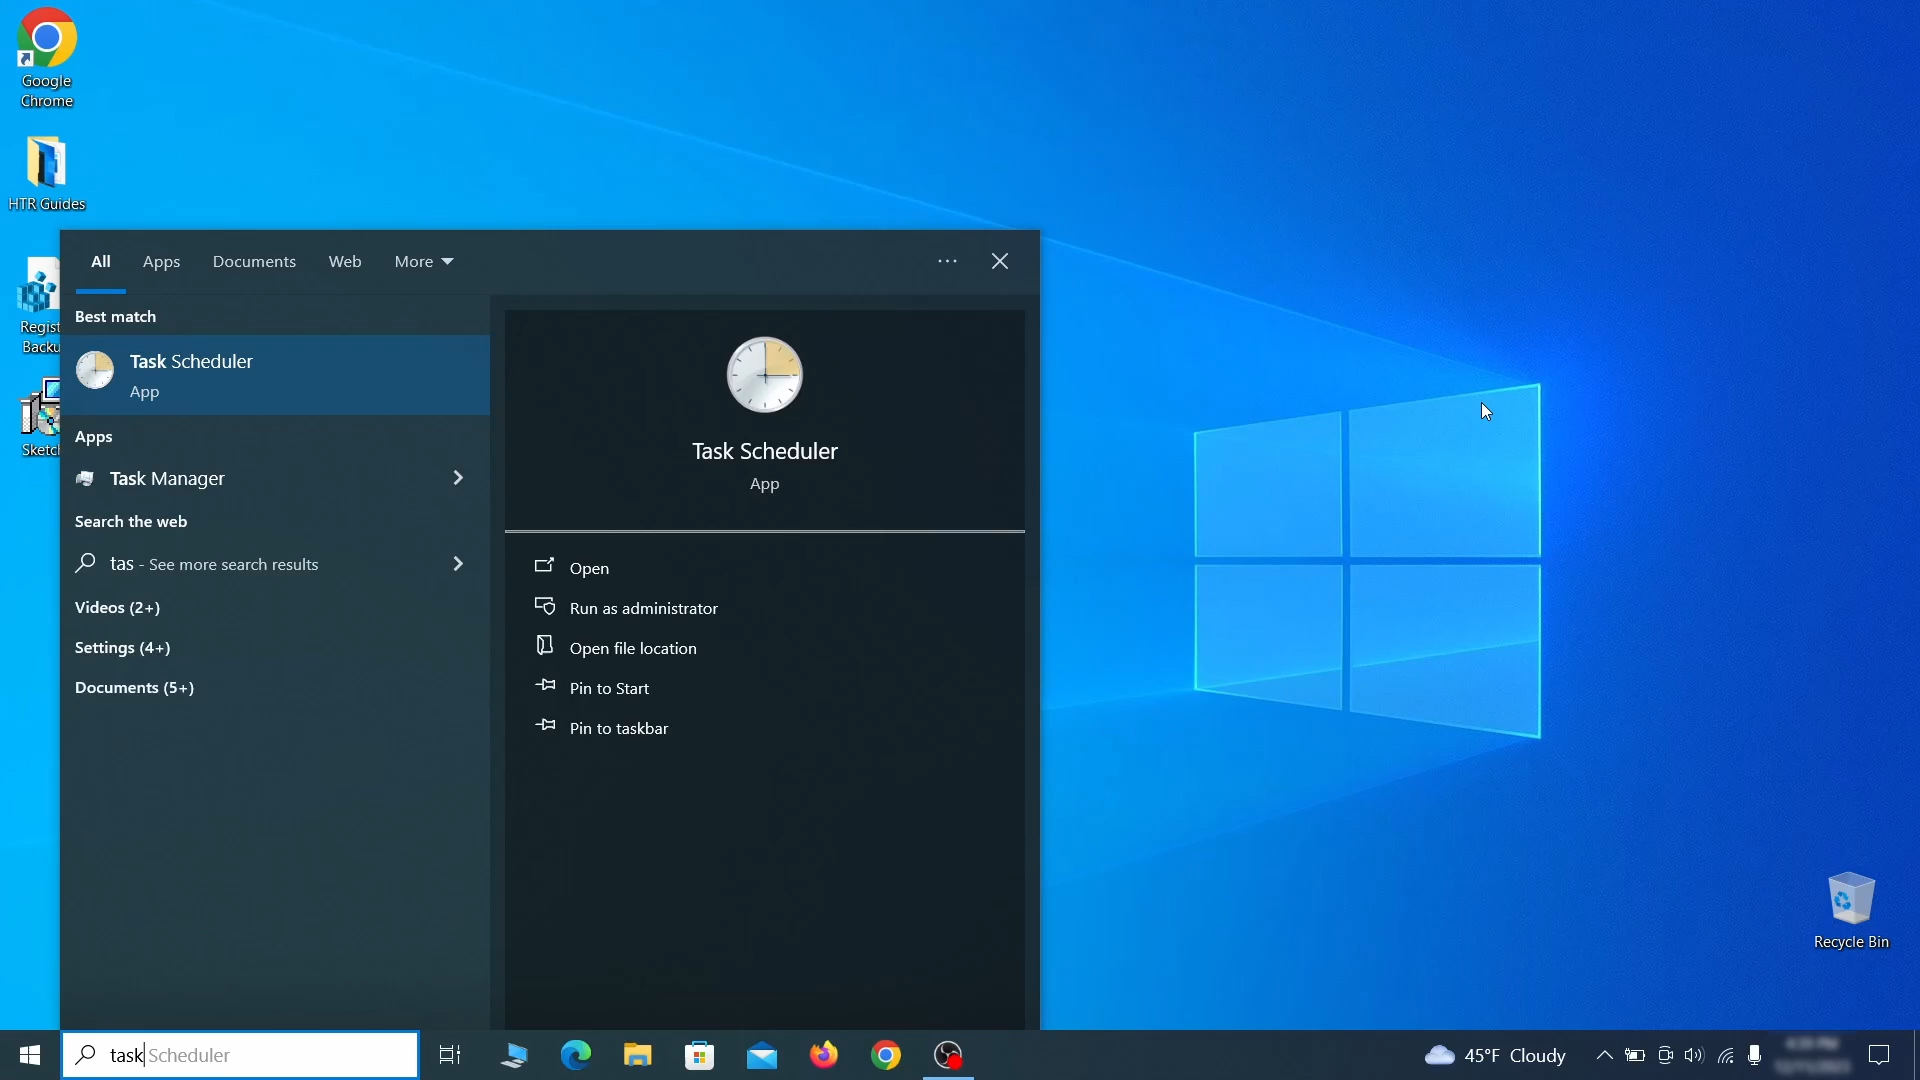 Google
Chrome
HTR Guides
Regist
Backu
Sketch
All
Apps
Documents
Web
More
Best match
Task Scheduler
App
Apps
Task Manager
Search the web
tas - See more search results
Videos (2+)
Settings (4+)
Documents (5+)
Task Scheduler
App
Open
Run as administrator
Open file location
Pin to Start
Pin to taskbar
Recycle Bin
task Scheduler
45°F Cloudy